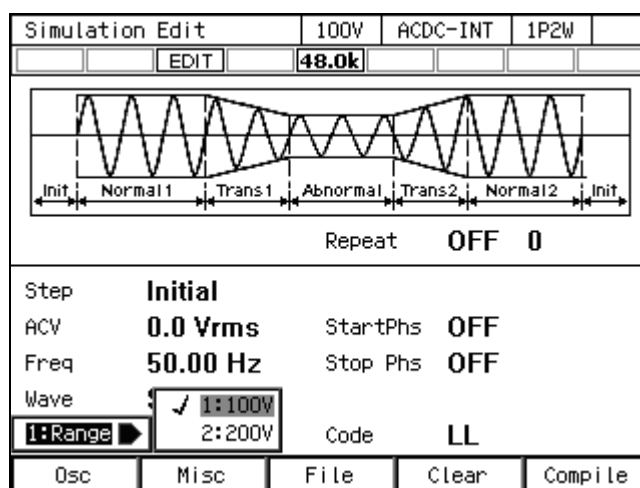 Simulation Edit 100V ACDC-INT 1P2W
EDIT 48.0k
Init Normal1 Trans1 Abnormal Trans2 Normal2 Init
Repeat OFF 0
Step Initial
ACV 0.0 Vrms StartPhs OFF
Freq 50.00 Hz Stop Phs OFF
Wave
✓ 1:100V
1:Range ▶ 2:200V Code LL
Osc Misc File Clear Compile